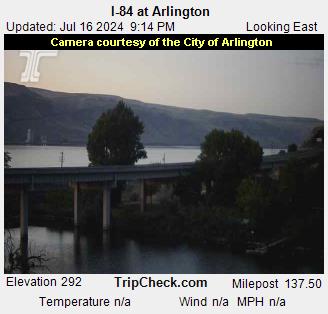 I-84 at Arlington
Updated: Jul 16 2024 9:14 PM Looking East
Camera courtesy of the City of Arlington
Elevation 292 TripCheck.com Milepost 137.50
Temperature n/a Wind n/a MPH n/a